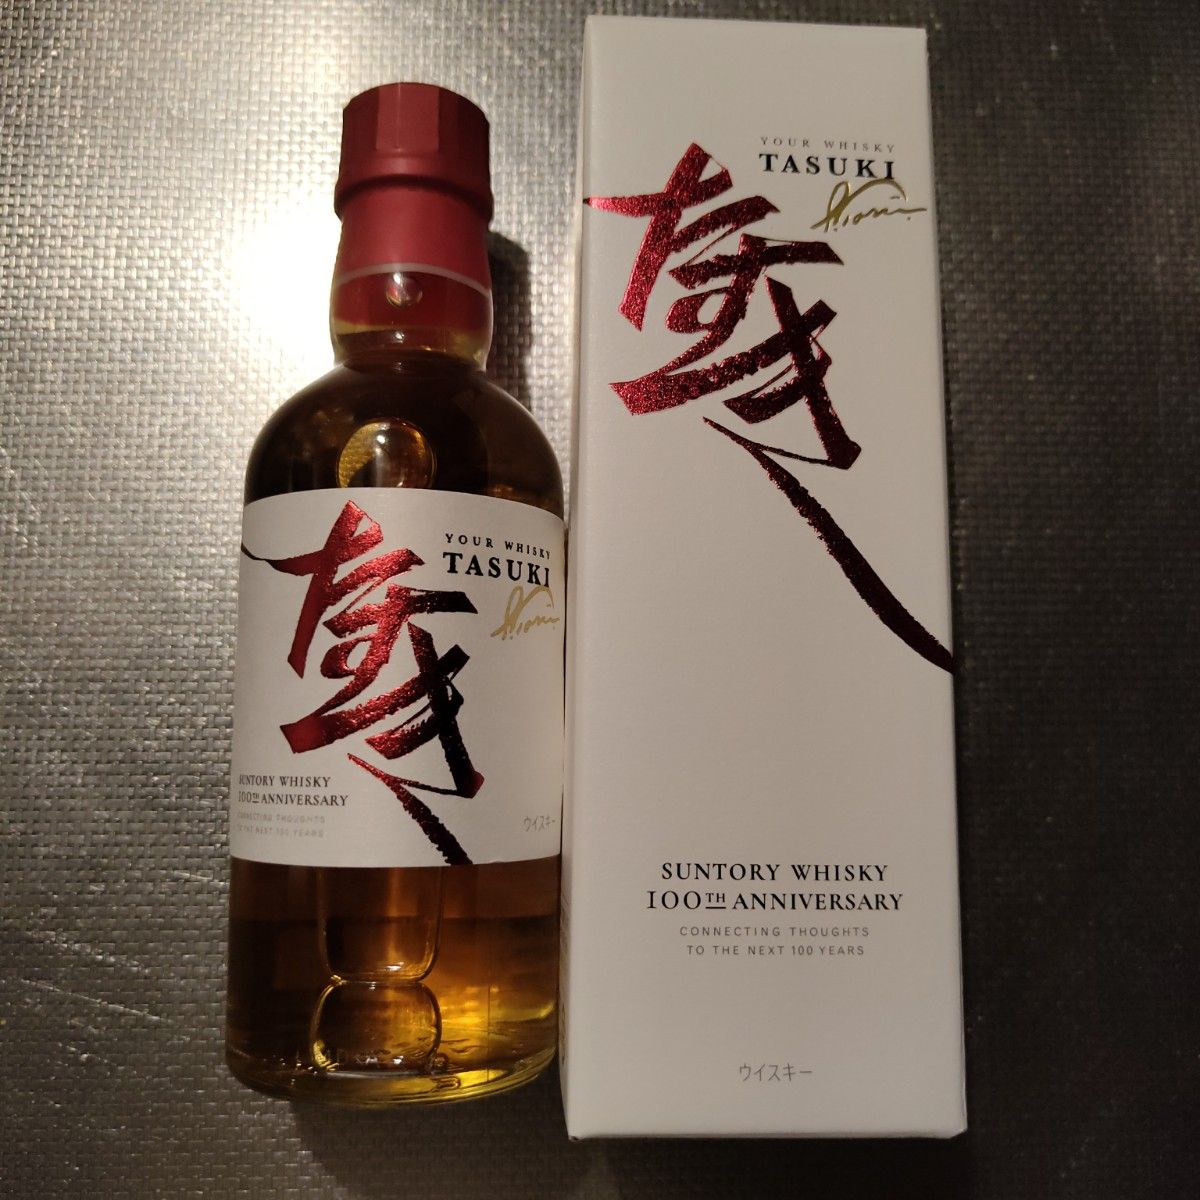 YOUR WHISKY
TASUKI
たすき
SUNTORY WHISKY
100TH ANNIVERSARY
CONNECTING THOUGHTS
TO THE NEXT 100 YEARS
ウイスキー
YOUR WHISKY
TASUKI
たすき
SUNTORY WHISKY
100TH ANNIVERSARY
CONNECTING THOUGHTS
TO THE NEXT 100 YEARS
ウイスキー